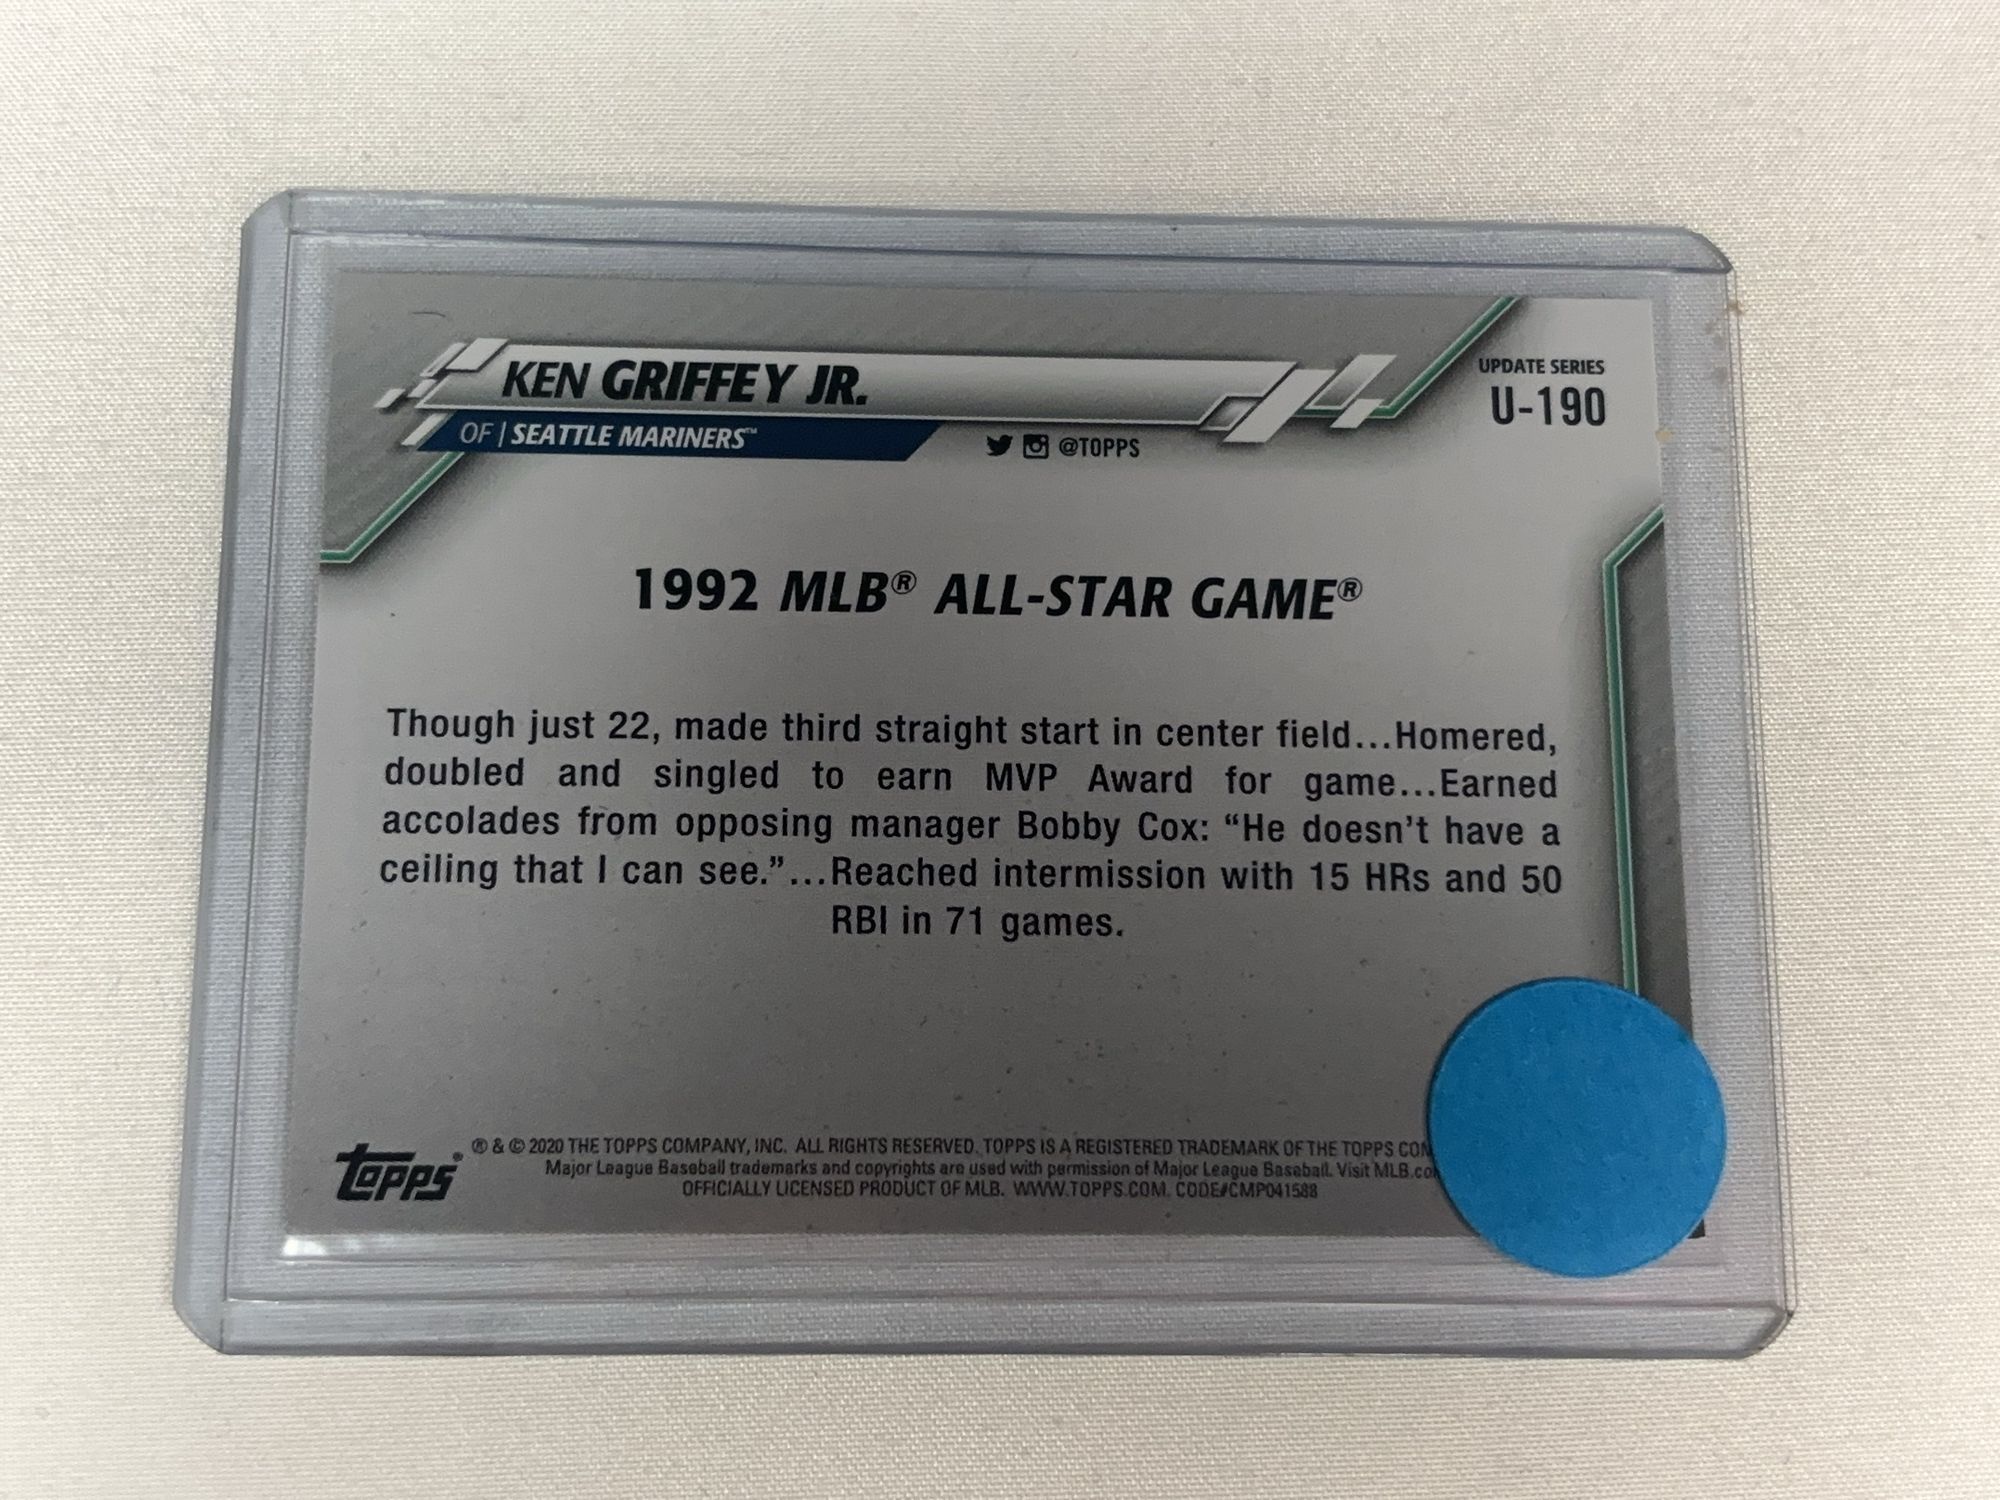 KEN GRIFFEY JR.
OF | SEATTLE MARINERS™
@TOPPS
UPDATE SERIES
U-190
1992 MLB® ALL-STAR GAME®
Though just 22, made third straight start in center field...Homered,
doubled and singled to earn MVP Award for game...Earned
accolades from opposing manager Bobby Cox: “He doesn't have a
ceiling that I can see.”...Reached intermission with 15 HRs and 50
RBI in 71 games.
topps®
® & © 2020 THE TOPPS COMPANY, INC. ALL RIGHTS RESERVED. TOPPS IS A REGISTERED TRADEMARK OF THE TOPPS
Major League Baseball trademarks and copyrights are used with permission of Major League Baseball. Visit
OFFICIALLY LICENSED PRODUCT OF MLB. WWW.TOPPS.COM. CODE#CMP041588